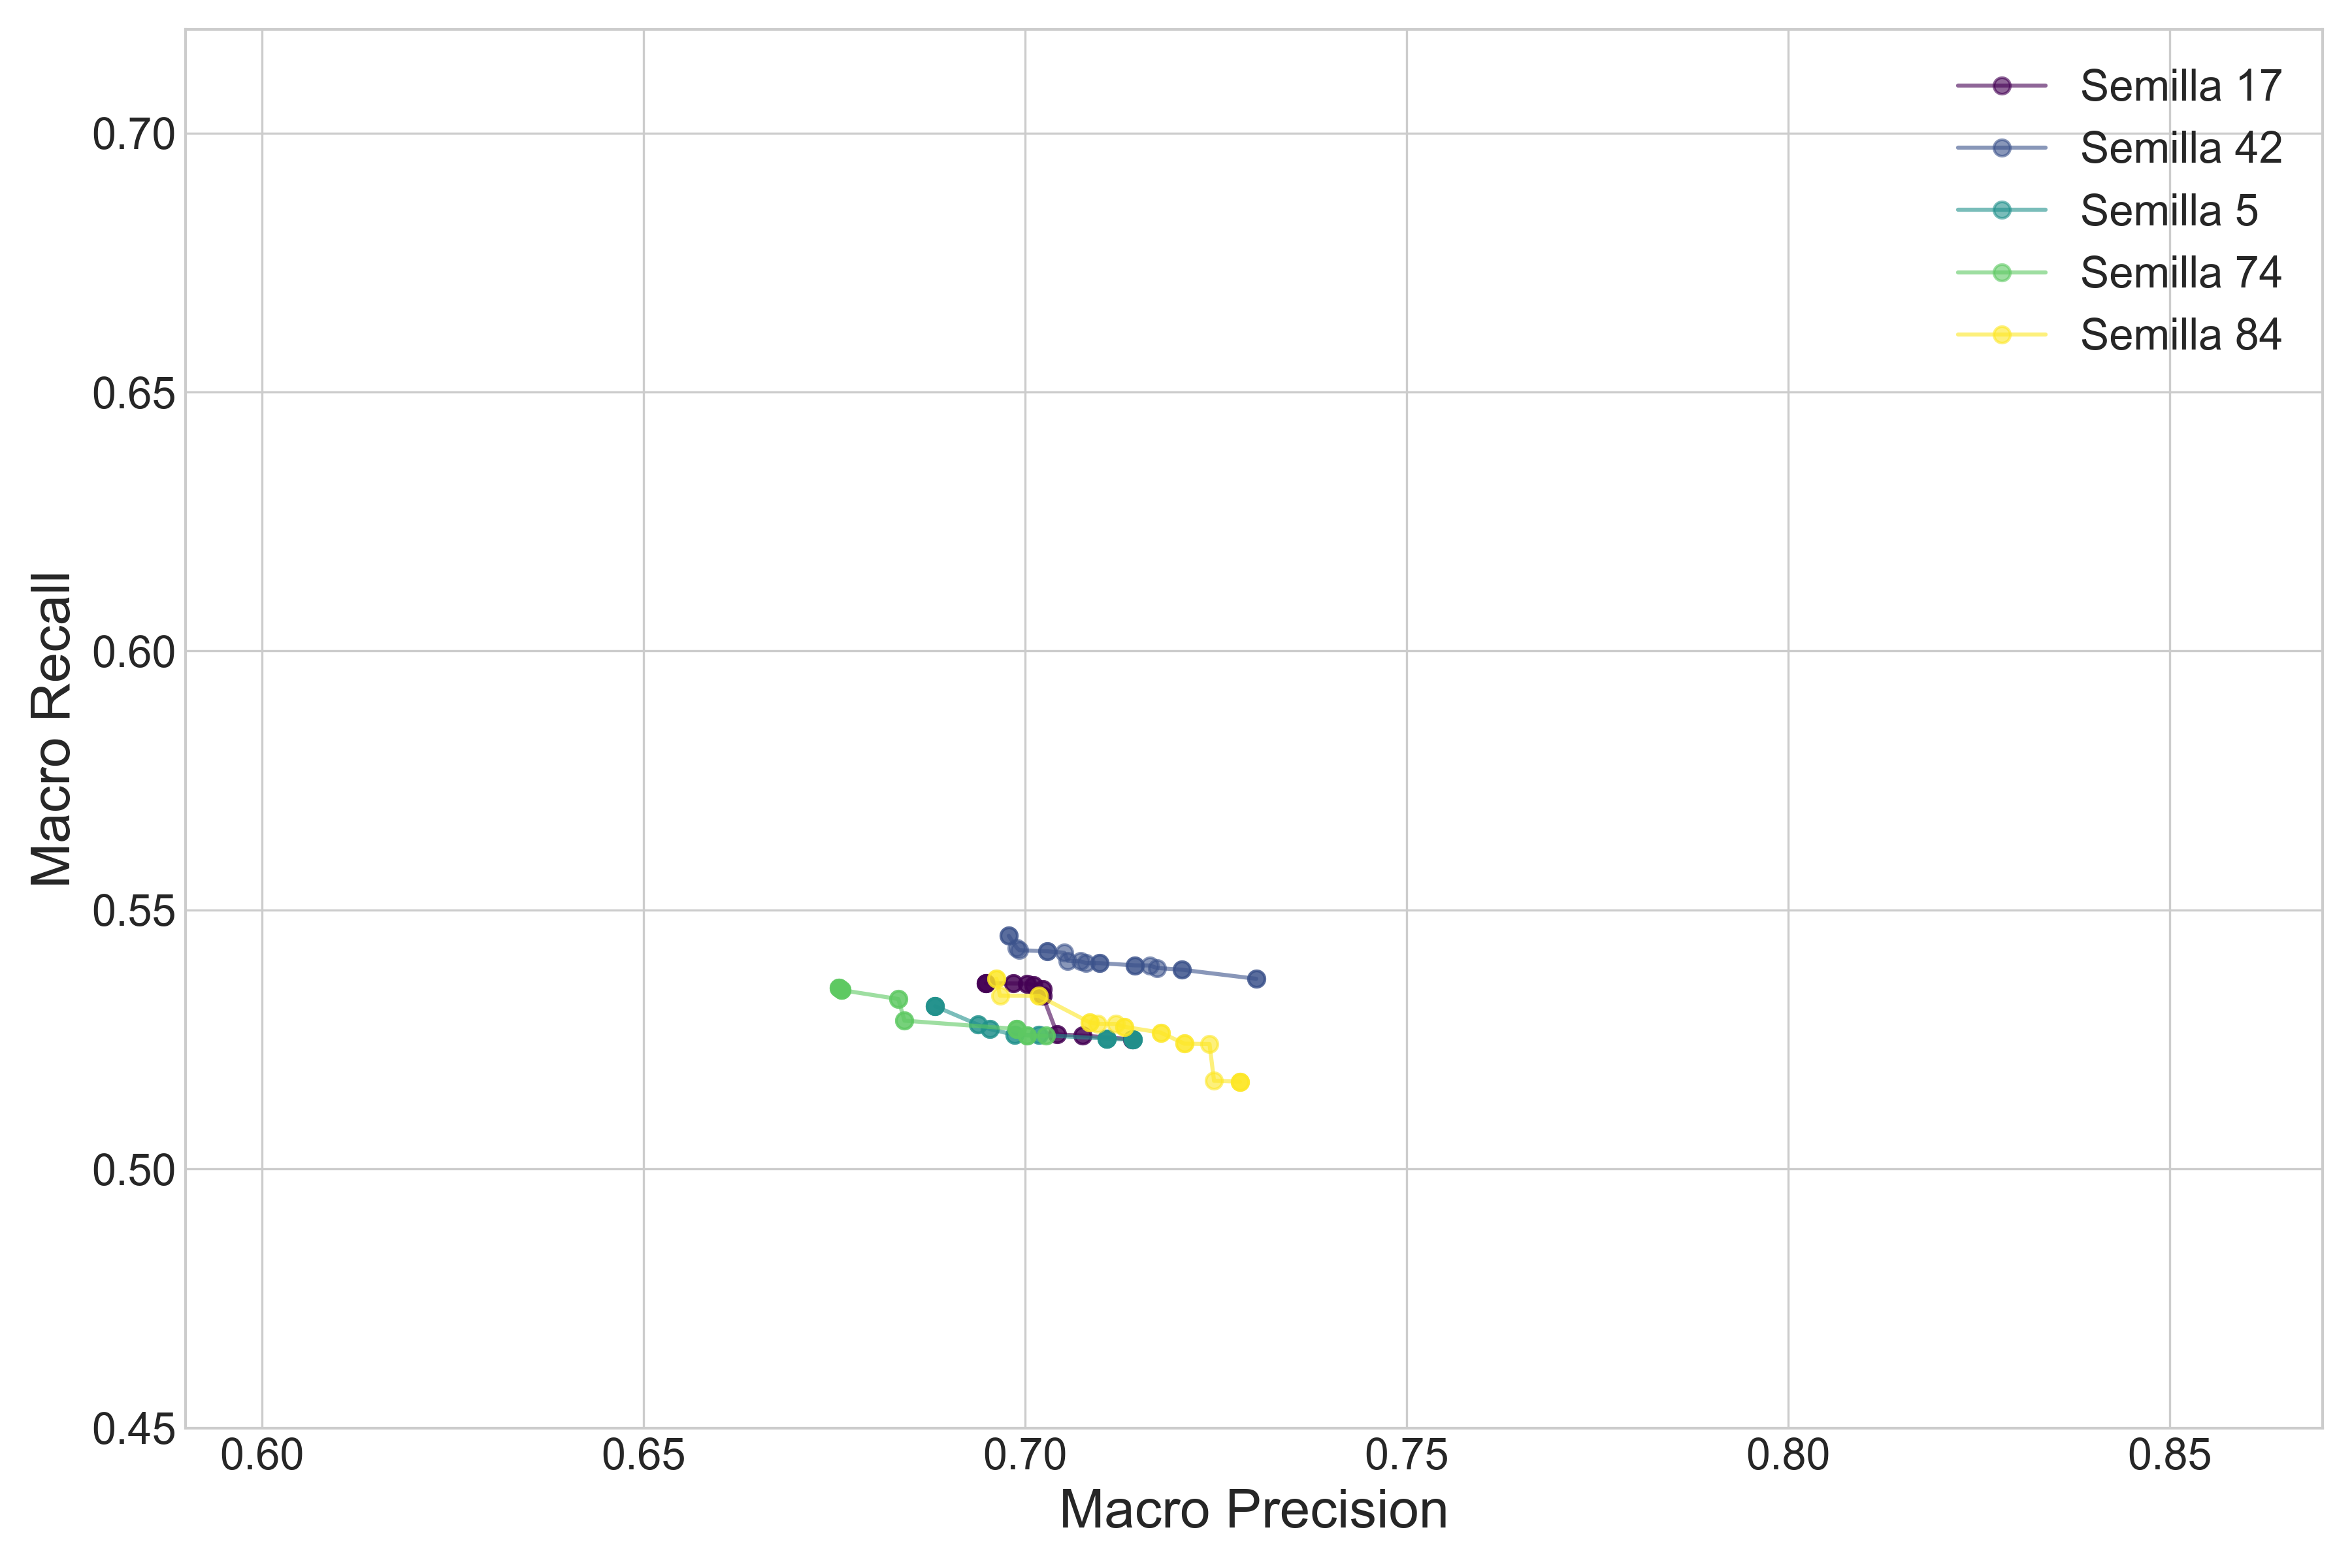 Semilla 17
Semilla 42
Semilla 5
Semilla 74
Semilla 84
0.70
0.65
0.60
0.55
0.50
0.45
Macro Recall
0.60 0.65 0.70 0.75 0.80 0.85
Macro Precision